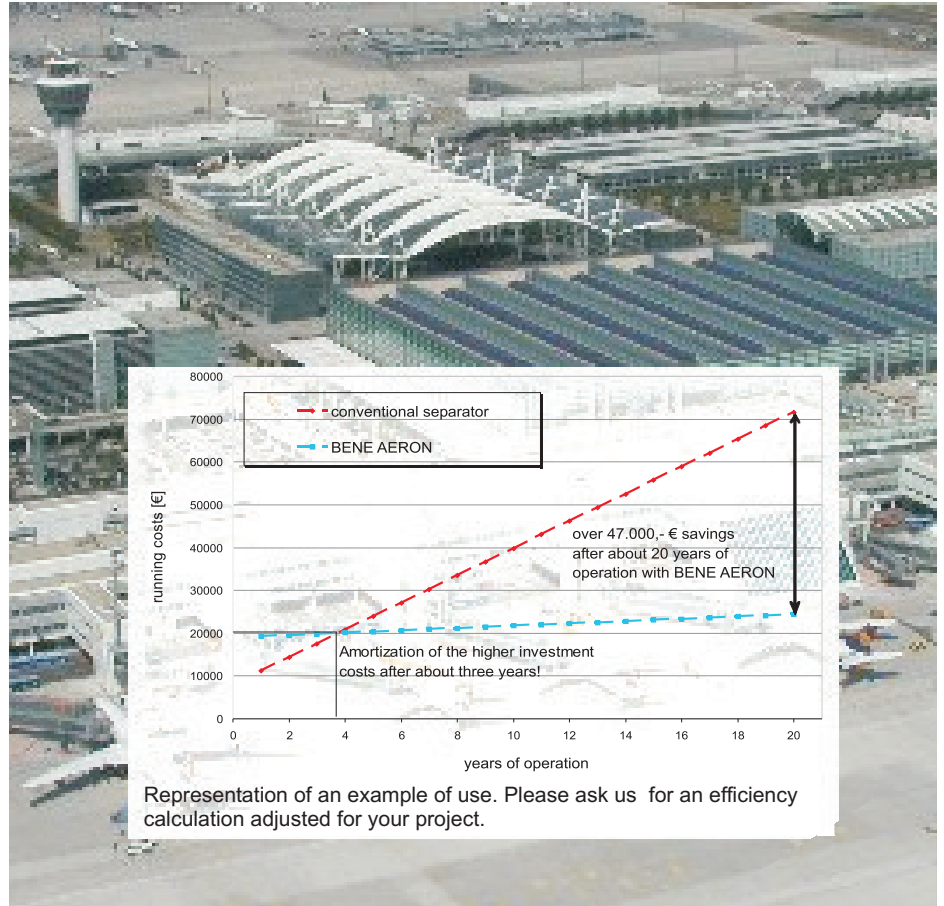 80000
70000
60000
50000
40000
30000
20000
10000
0
running costs [€]
conventional separator
BENE AERON
over 47.000,- € savings
after about 20 years of
operation with BENE AERON
Amortization of the higher investment
costs after about three years!
0 2 4 6 8 10 12 14 16 18 20
years of operation
Representation of an example of use. Please ask us  for an efficiency
calculation adjusted for your project.